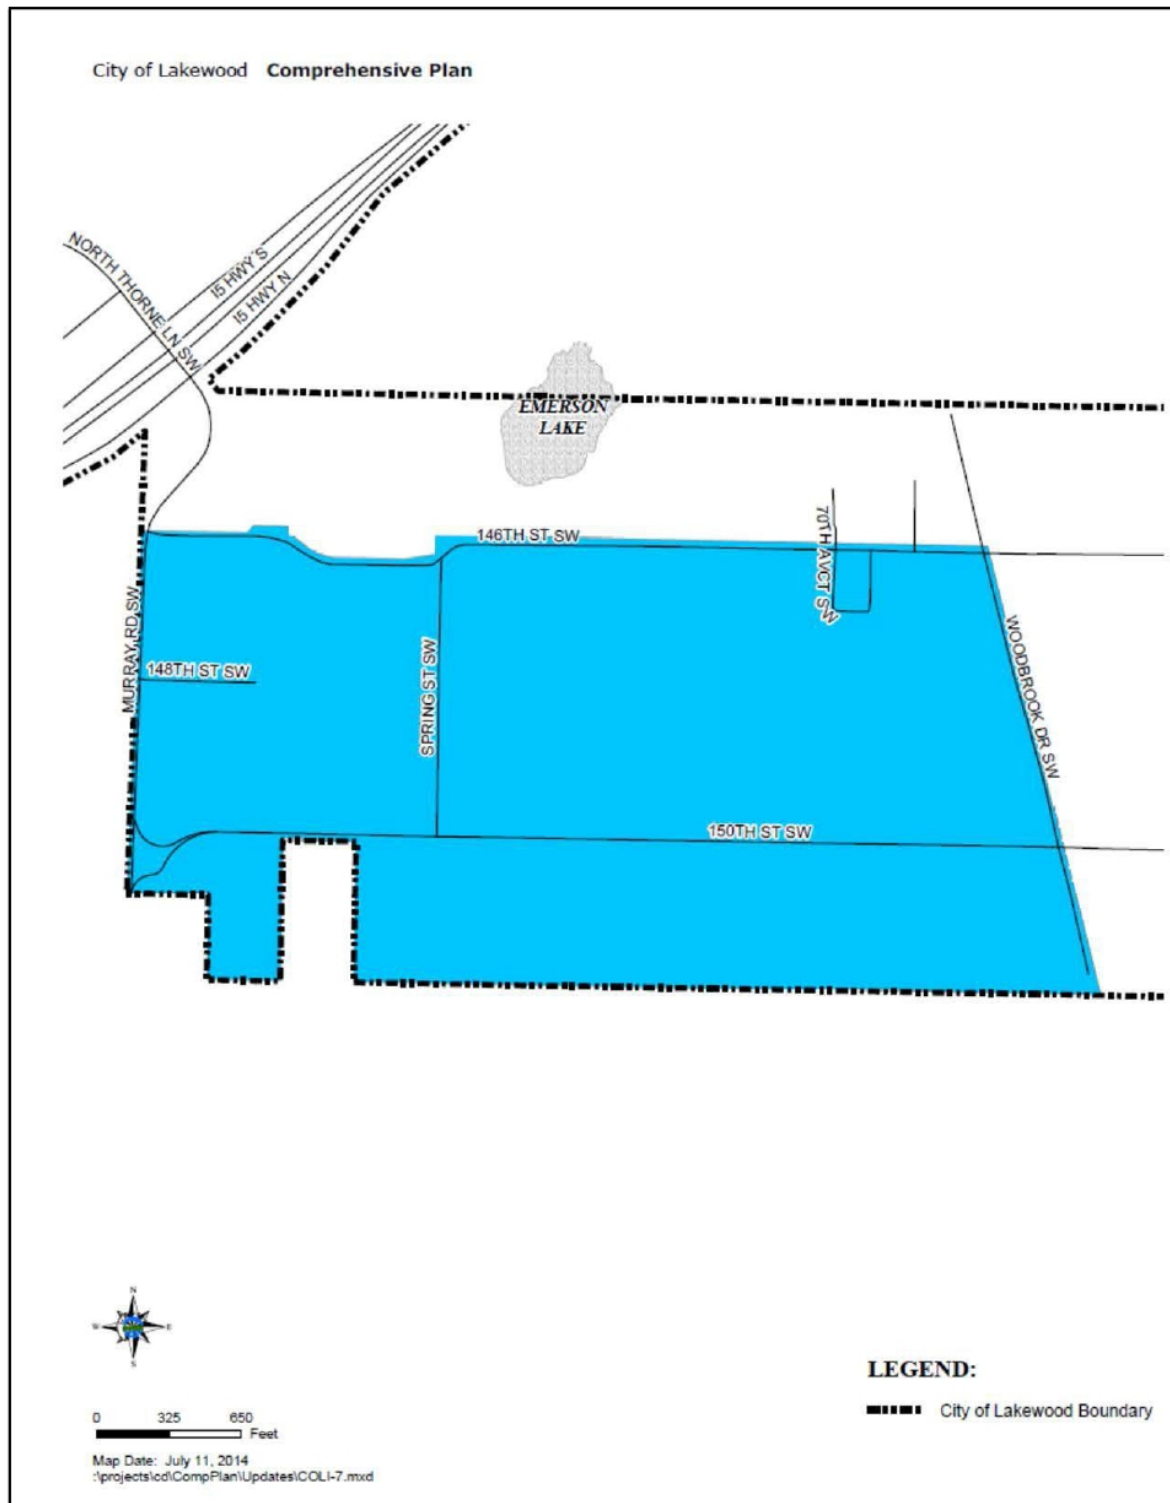 City of Lakewood Comprehensive Plan
NORTH THORNE LN SW
I5 HWY S
I5 HWY N
EMERSON
LAKE
146TH ST SW
70TH AVCT SW
MURRAY RD SW
148TH ST SW
SPRING ST SW
WOODBROOK DR SW
150TH ST SW
N
W
E
S
LEGEND:
City of Lakewood Boundary
0 325 650
Feet
Map Date: July 11, 2014
:\projects\cd\CompPlan\Updates\COLI-7.mxd